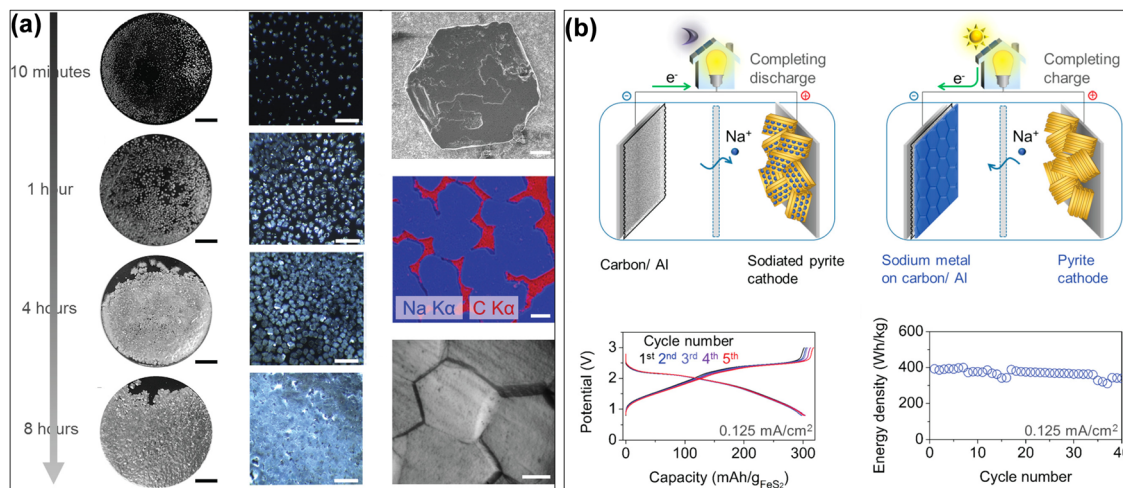 (a)
10 minutes
1 hour
4 hours
8 hours
Na Kα C Kα
(b)
Completing
discharge
e-
Na+
Carbon/ Al
Sodiated pyrite
cathode
Completing
charge
e-
Na+
Sodium metal
on carbon/ Al
Pyrite
cathode
Potential (V)
3
2
1
0
Cycle number
1st 2nd 3rd 4th 5th
0.125 mA/cm2
0 100 200 300
Capacity (mAh/gFeS2)
Energy density (Wh/kg)
600
400
200
0
0.125 mA/cm2
0 10 20 30 40
Cycle number